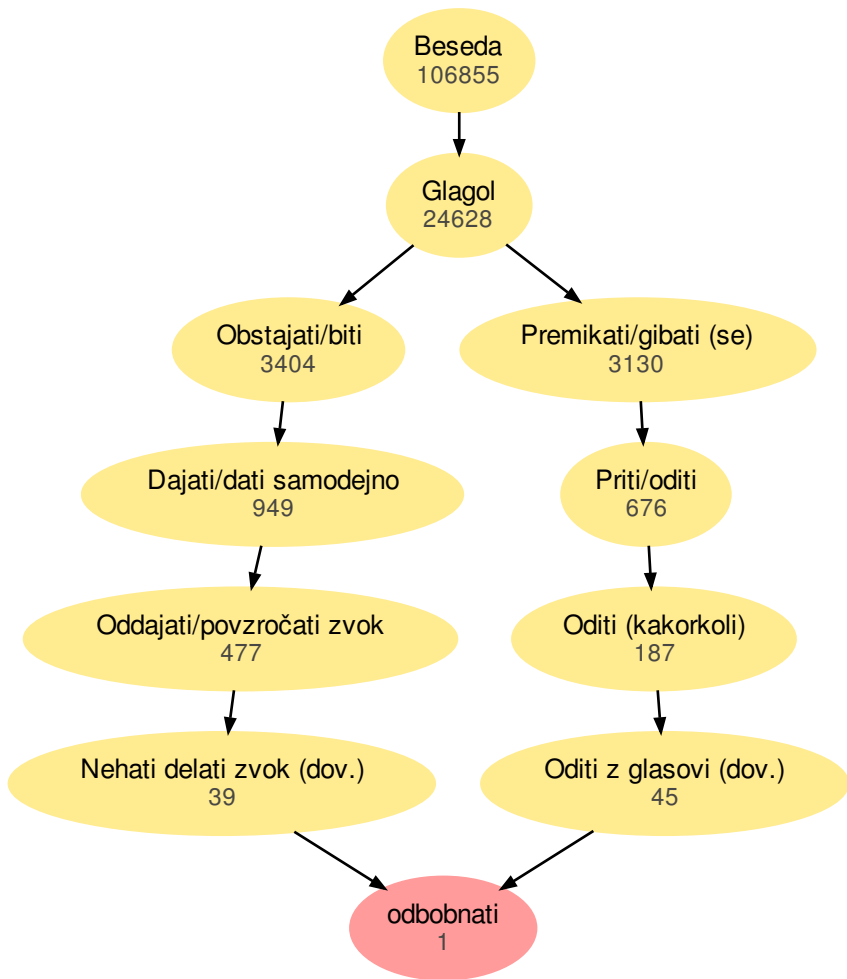 Beseda
106855
Glagol
24628
Obstajati/biti
3404
Premikati/gibati (se)
3130
Dajati/dati samodejno
949
Priti/oditi
676
Oddajati/povzročati zvok
477
Oditi (kakorkoli)
187
Nehati delati zvok (dov.)
39
Oditi z glasovi (dov.)
45
odbobnati
1